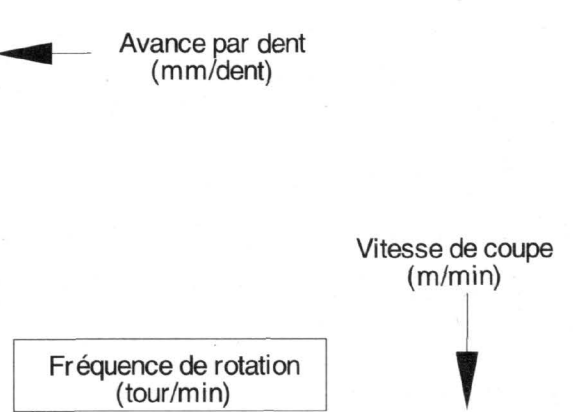 Avance par dent
(mm/dent)
Vitesse de coupe
(m/min)
Fréquence de rotation
(tour/min)